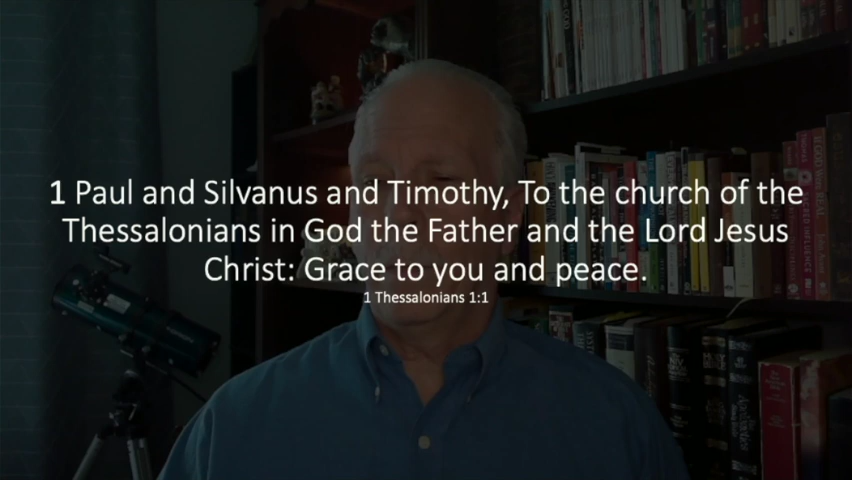 1 Paul and Silvanus and Timothy, To the church of the
Thessalonians in God the Father and the Lord Jesus
Christ: Grace to you and peace.
1 Thessalonians 1:1